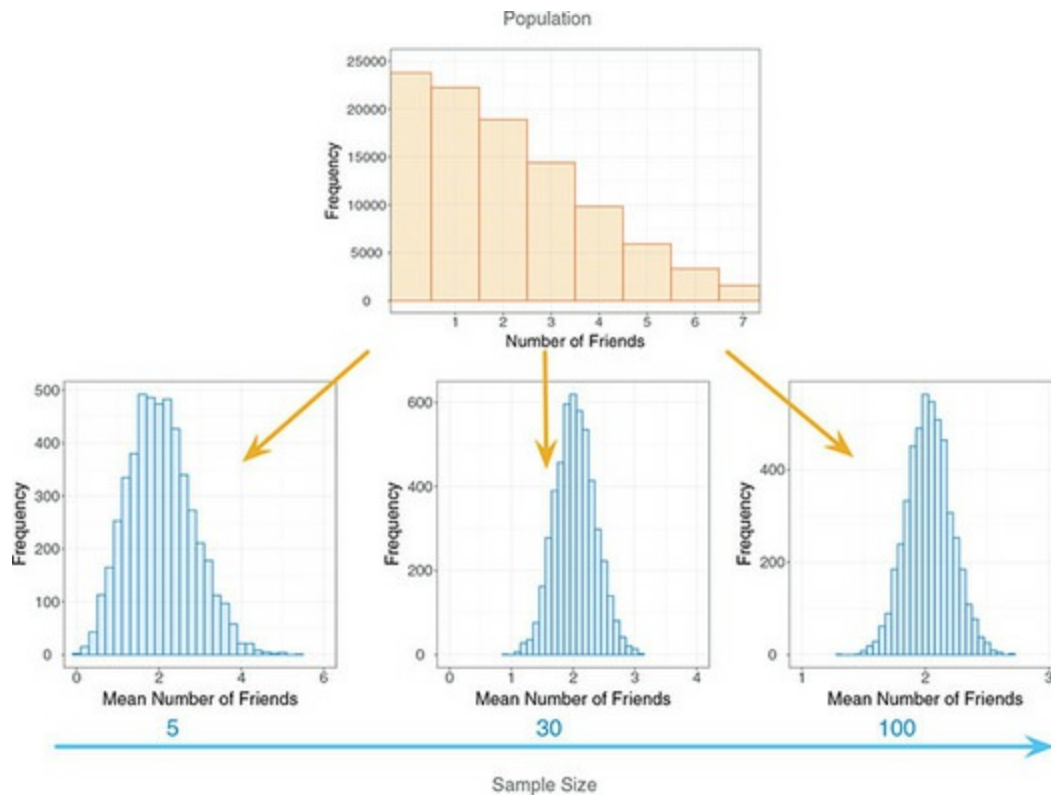 Population
25000
20000
15000
10000
5000
0
Frequency
1 2 3 4 5 6 7
Number of Friends
500
400
300
200
100
0
Frequency
0 2 4 6
Mean Number of Friends
600
400
200
0
Frequency
0 1 2 3 4
Mean Number of Friends
400
200
0
Frequency
1 2 3
Mean Number of Friends
5 30 100
Sample Size